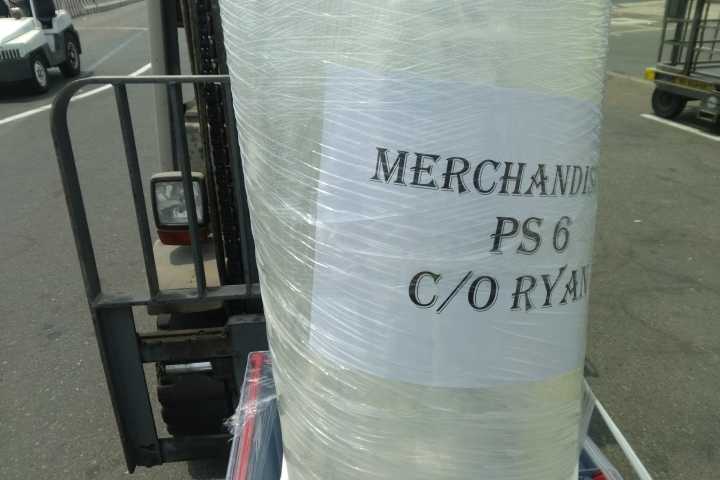 MERCHANDIS
PS 6
C/O RYAN